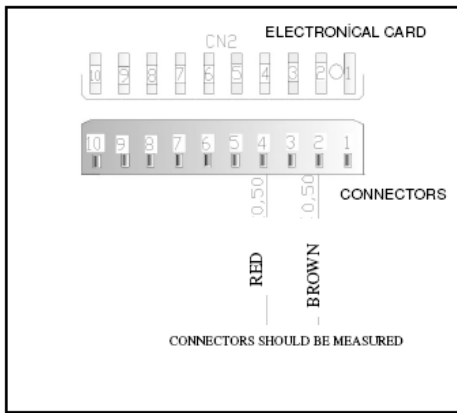 ELECTRONİCAL CARD
CN2
10 9 8 7 6 5 4 3 2 1
10 9 8 7 6 5 4 3 2 1
0,50 0,50
CONNECTORS
RED BROWN
CONNECTORS SHOULD BE MEASURED